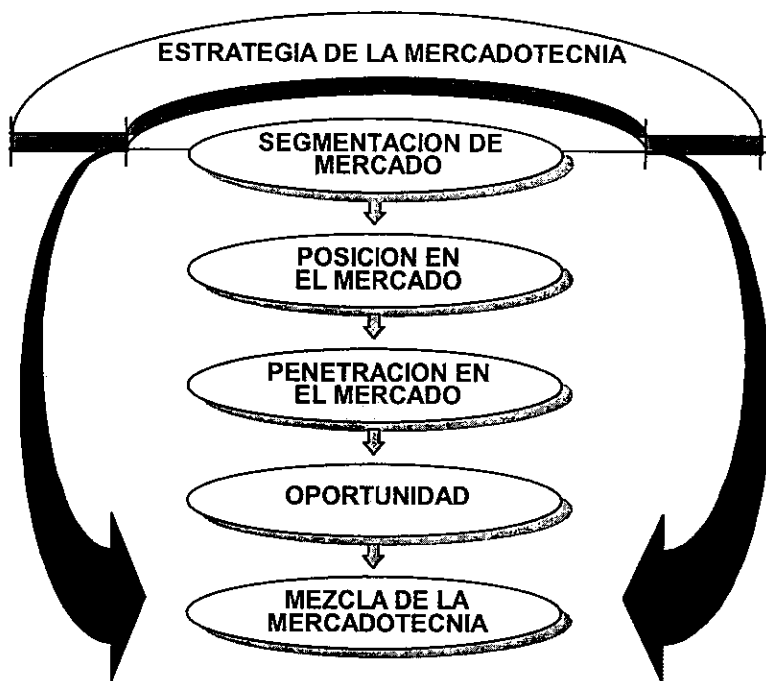 ESTRATEGIA DE LA MERCADOTECNIA
SEGMENTACION DE
MERCADO
POSICION EN
EL MERCADO
PENETRACION EN
EL MERCADO
OPORTUNIDAD
MEZCLA DE LA
MERCADOTECNIA